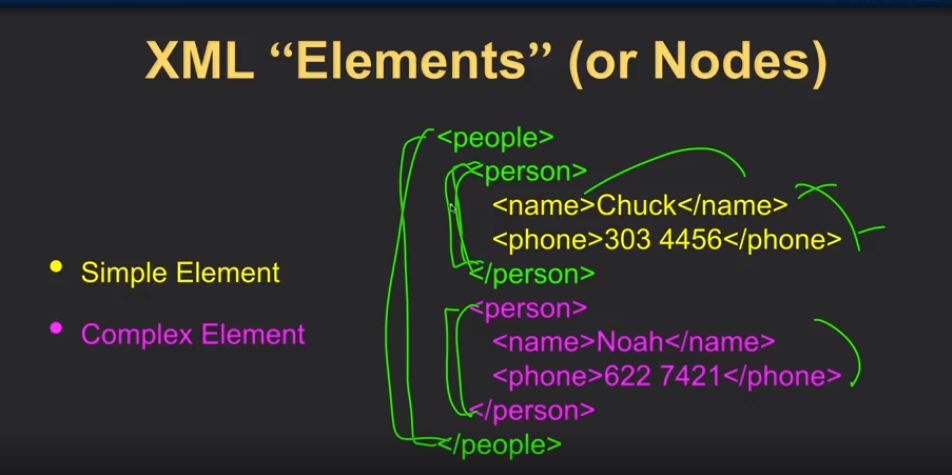 XML “Elements” (or Nodes)
<people>
<person>
<name>Chuck</name>
<phone>303 4456</phone>
</person>
<person>
<name>Noah</name>
<phone>622 7421</phone>
</person>
</people>
• Simple Element
• Complex Element